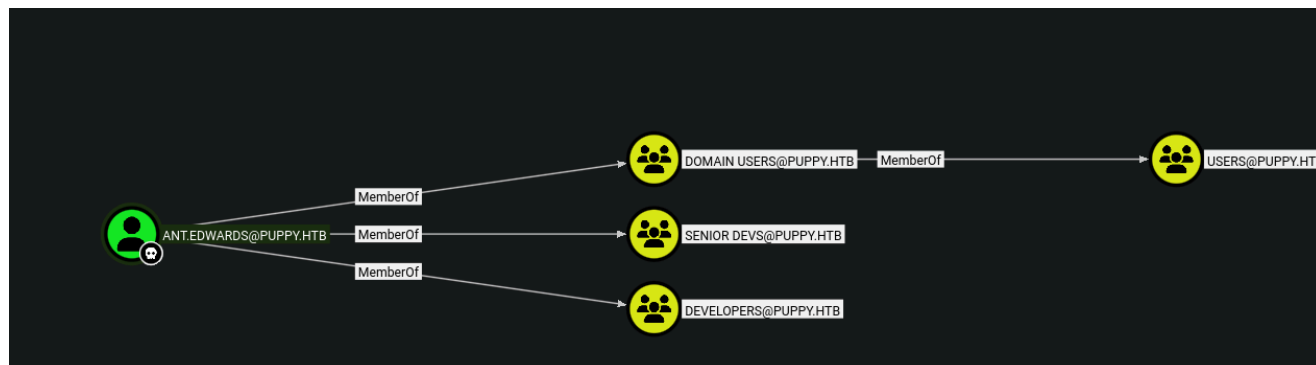 DOMAIN USERS@PUPPY.HTB
MemberOf
USERS@PUPPY.HT
MemberOf
ANT.EDWARDS@PUPPY.HTB
MemberOf
SENIOR DEVS@PUPPY.HTB
MemberOf
DEVELOPERS@PUPPY.HTB